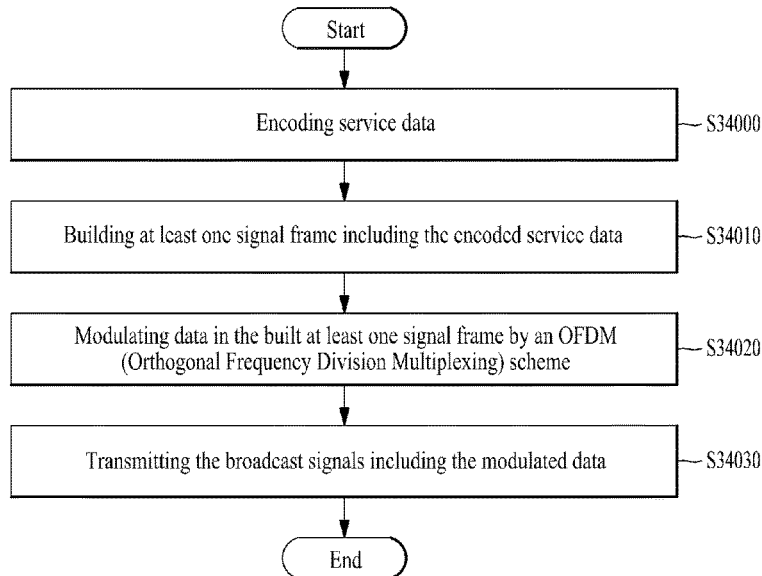 Start
Encoding service data
S34000
Building at least one signal frame including the encoded service data
S34010
Modulating data in the built at least one signal frame by an OFDM
(Orthogonal Frequency Division Multiplexing) scheme
S34020
Transmitting the broadcast signals including the modulated data
S34030
End